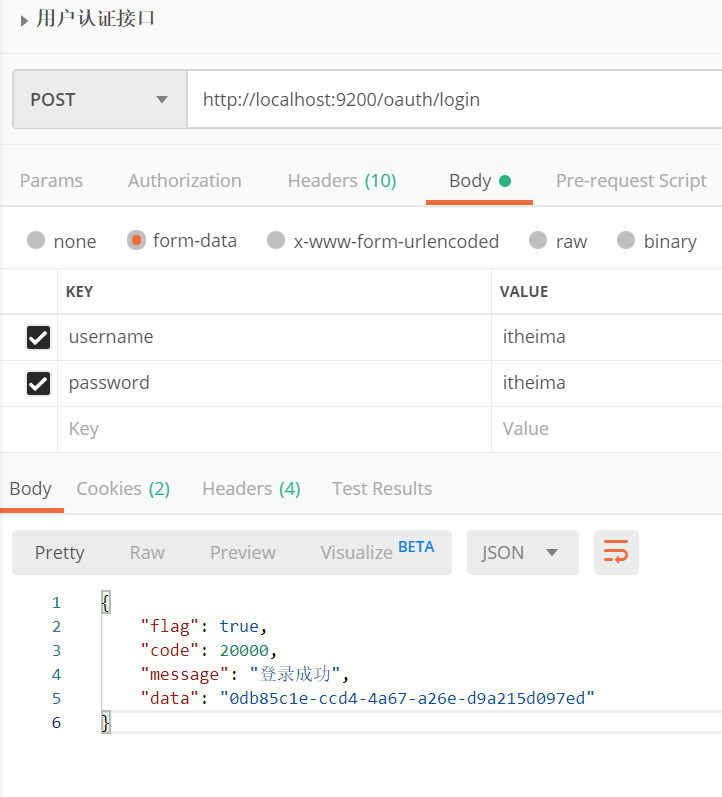 用户认证接口
POST http://localhost:9200/oauth/login
Params Authorization Headers (10) Body Pre-request Script
none form-data x-www-form-urlencoded raw binary
KEY VALUE
username itheima
password itheima
Key Value
Body Cookies (2) Headers (4) Test Results
Pretty Raw Preview Visualize BETA JSON
1 {
2 "flag": true,
3 "code": 20000,
4 "message": "登录成功",
5 "data": "0db85c1e-ccd4-4a67-a26e-d9a215d097ed"
6 }